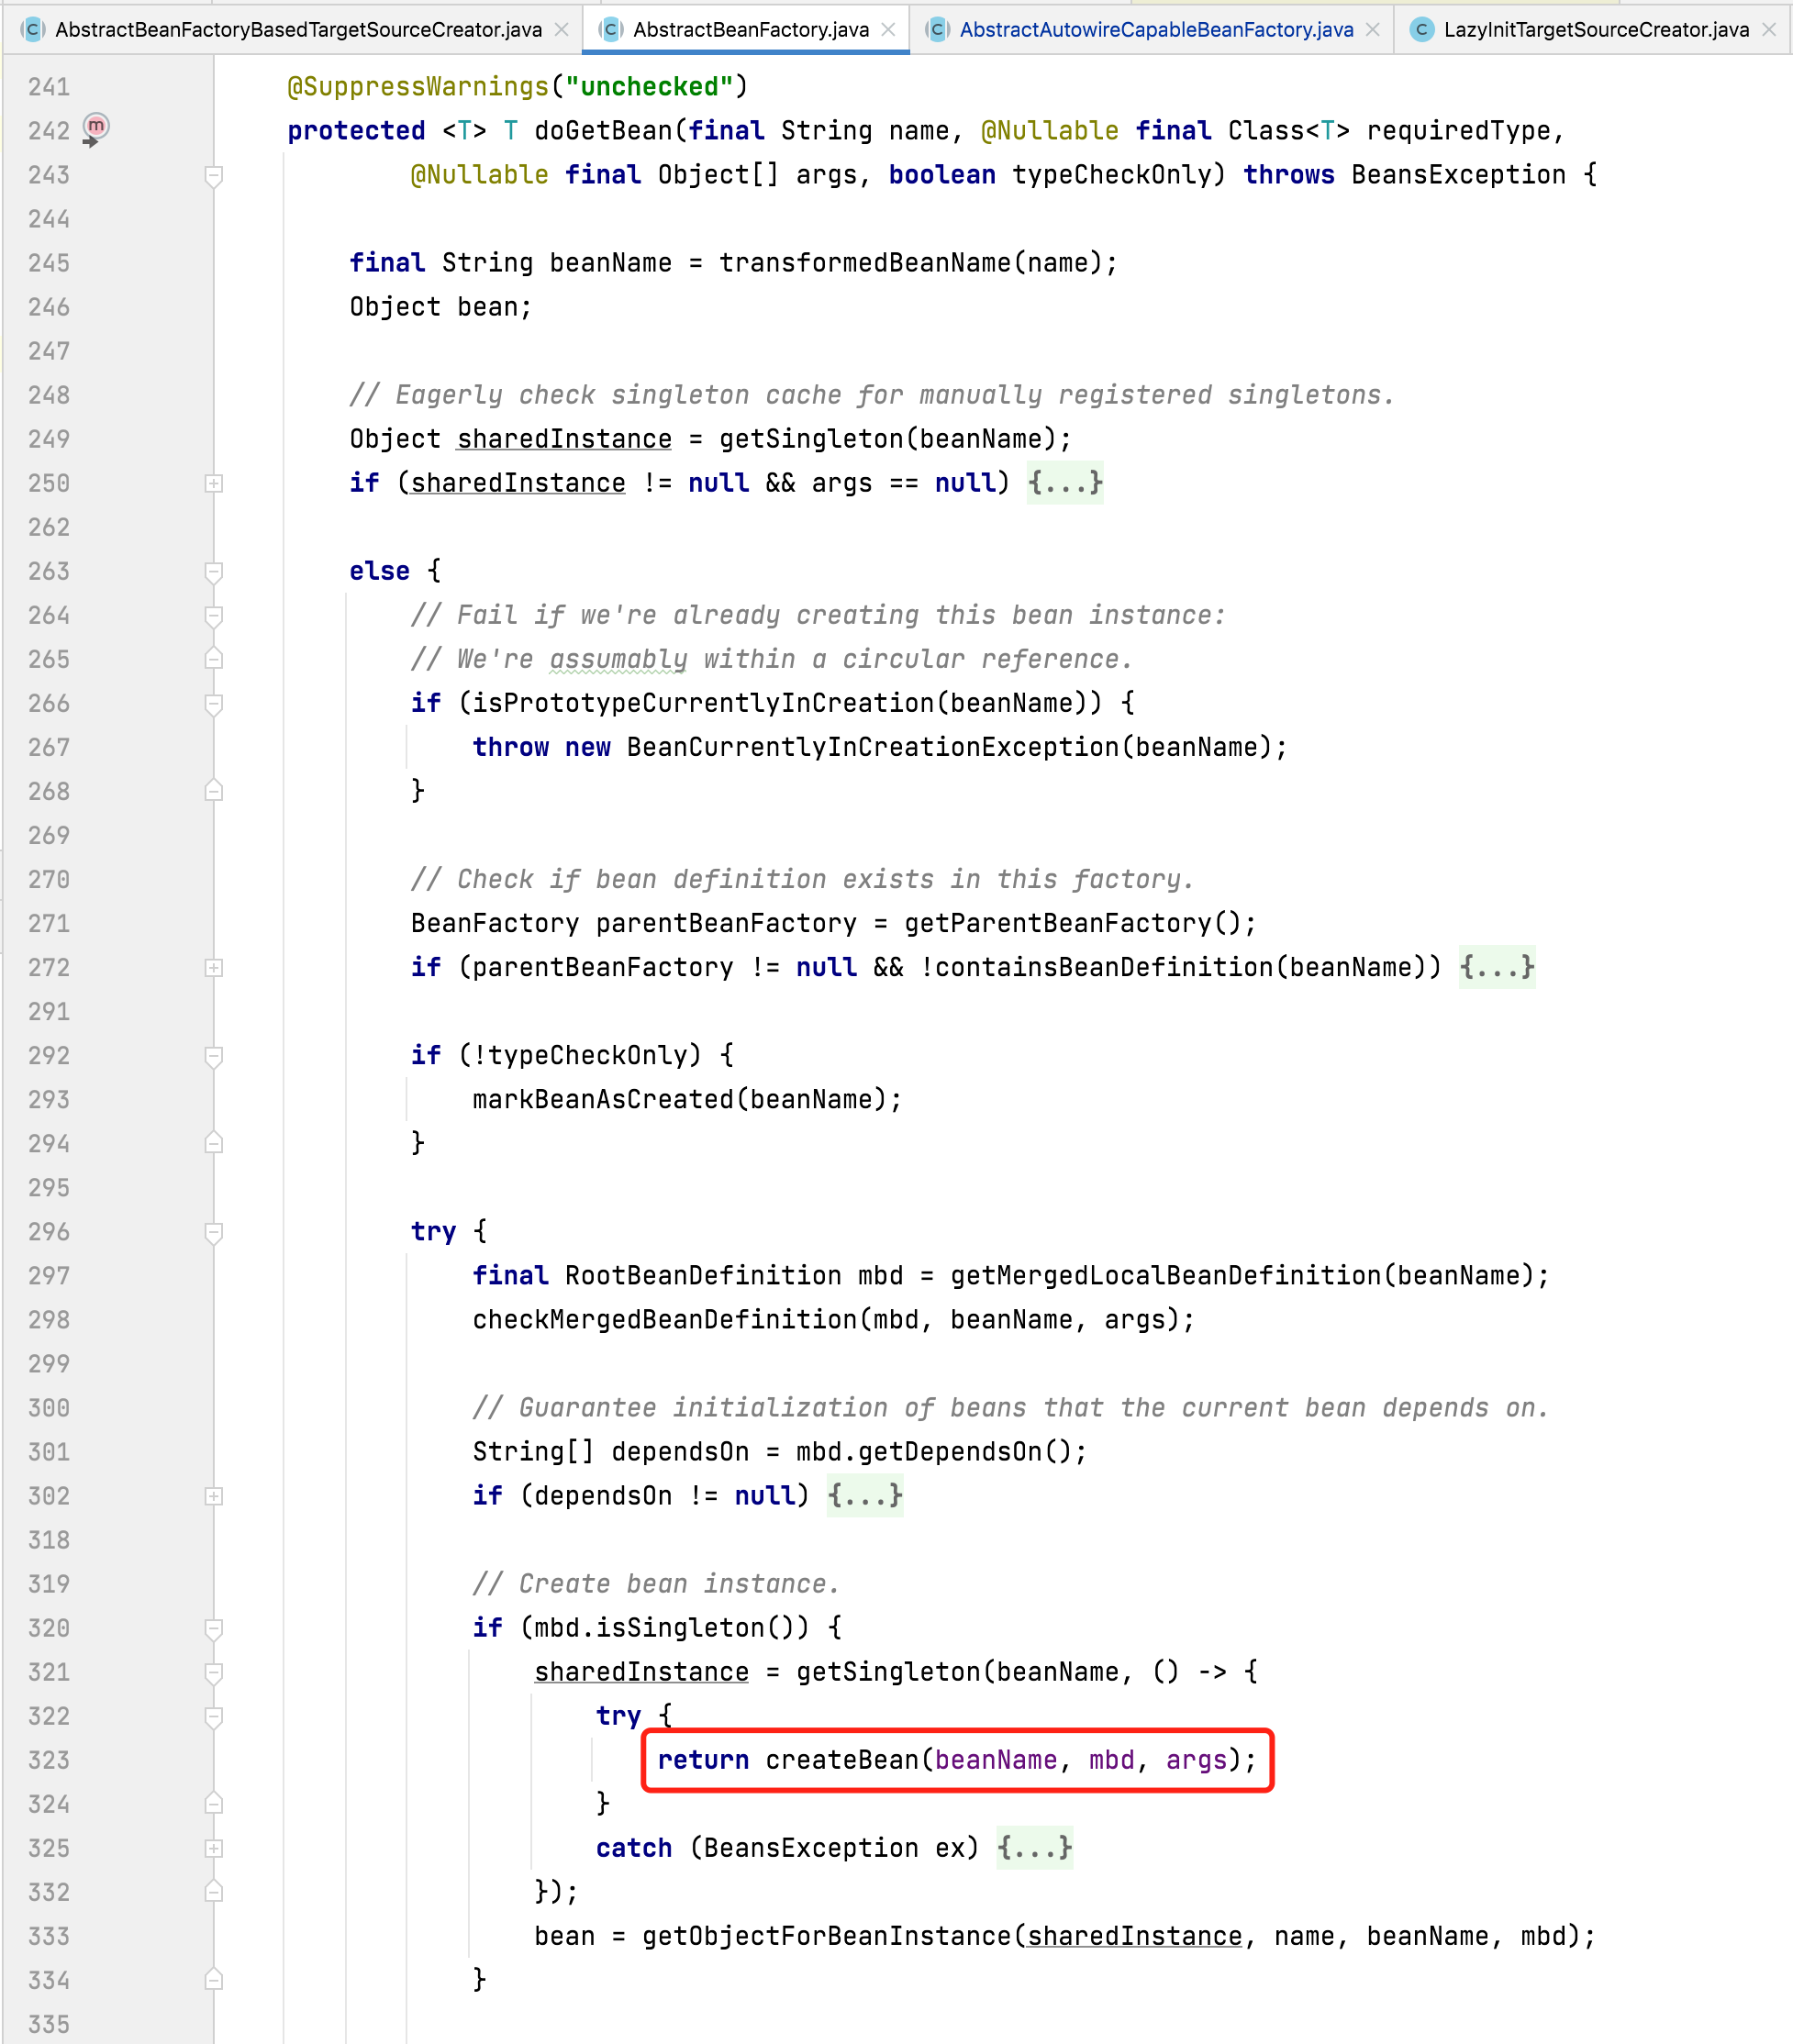 AbstractBeanFactoryBasedTargetSourceCreator.java AbstractBeanFactory.java AbstractAutowireCapableBeanFactory.java LazyInitTargetSourceCreator.java
241 @SuppressWarnings("unchecked")
242 protected <T> T doGetBean(final String name, @Nullable final Class<T> requiredType,
243 @Nullable final Object[] args, boolean typeCheckOnly) throws BeansException {
244
245 final String beanName = transformedBeanName(name);
246 Object bean;
247
248 // Eagerly check singleton cache for manually registered singletons.
249 Object sharedInstance = getSingleton(beanName);
250 if (sharedInstance != null && args == null) {...}
262
263 else {
264 // Fail if we're already creating this bean instance:
265 // We're assumably within a circular reference.
266 if (isPrototypeCurrentlyInCreation(beanName)) {
267 throw new BeanCurrentlyInCreationException(beanName);
268 }
269
270 // Check if bean definition exists in this factory.
271 BeanFactory parentBeanFactory = getParentBeanFactory();
272 if (parentBeanFactory != null && !containsBeanDefinition(beanName)) {...}
291
292 if (!typeCheckOnly) {
293 markBeanAsCreated(beanName);
294 }
295
296 try {
297 final RootBeanDefinition mbd = getMergedLocalBeanDefinition(beanName);
298 checkMergedBeanDefinition(mbd, beanName, args);
299
300 // Guarantee initialization of beans that the current bean depends on.
301 String[] dependsOn = mbd.getDependsOn();
302 if (dependsOn != null) {...}
318
319 // Create bean instance.
320 if (mbd.isSingleton()) {
321 sharedInstance = getSingleton(beanName, () -> {
322 try {
323 return createBean(beanName, mbd, args);
324 }
325 catch (BeansException ex) {...}
332 });
333 bean = getObjectForBeanInstance(sharedInstance, name, beanName, mbd);
334 }
335